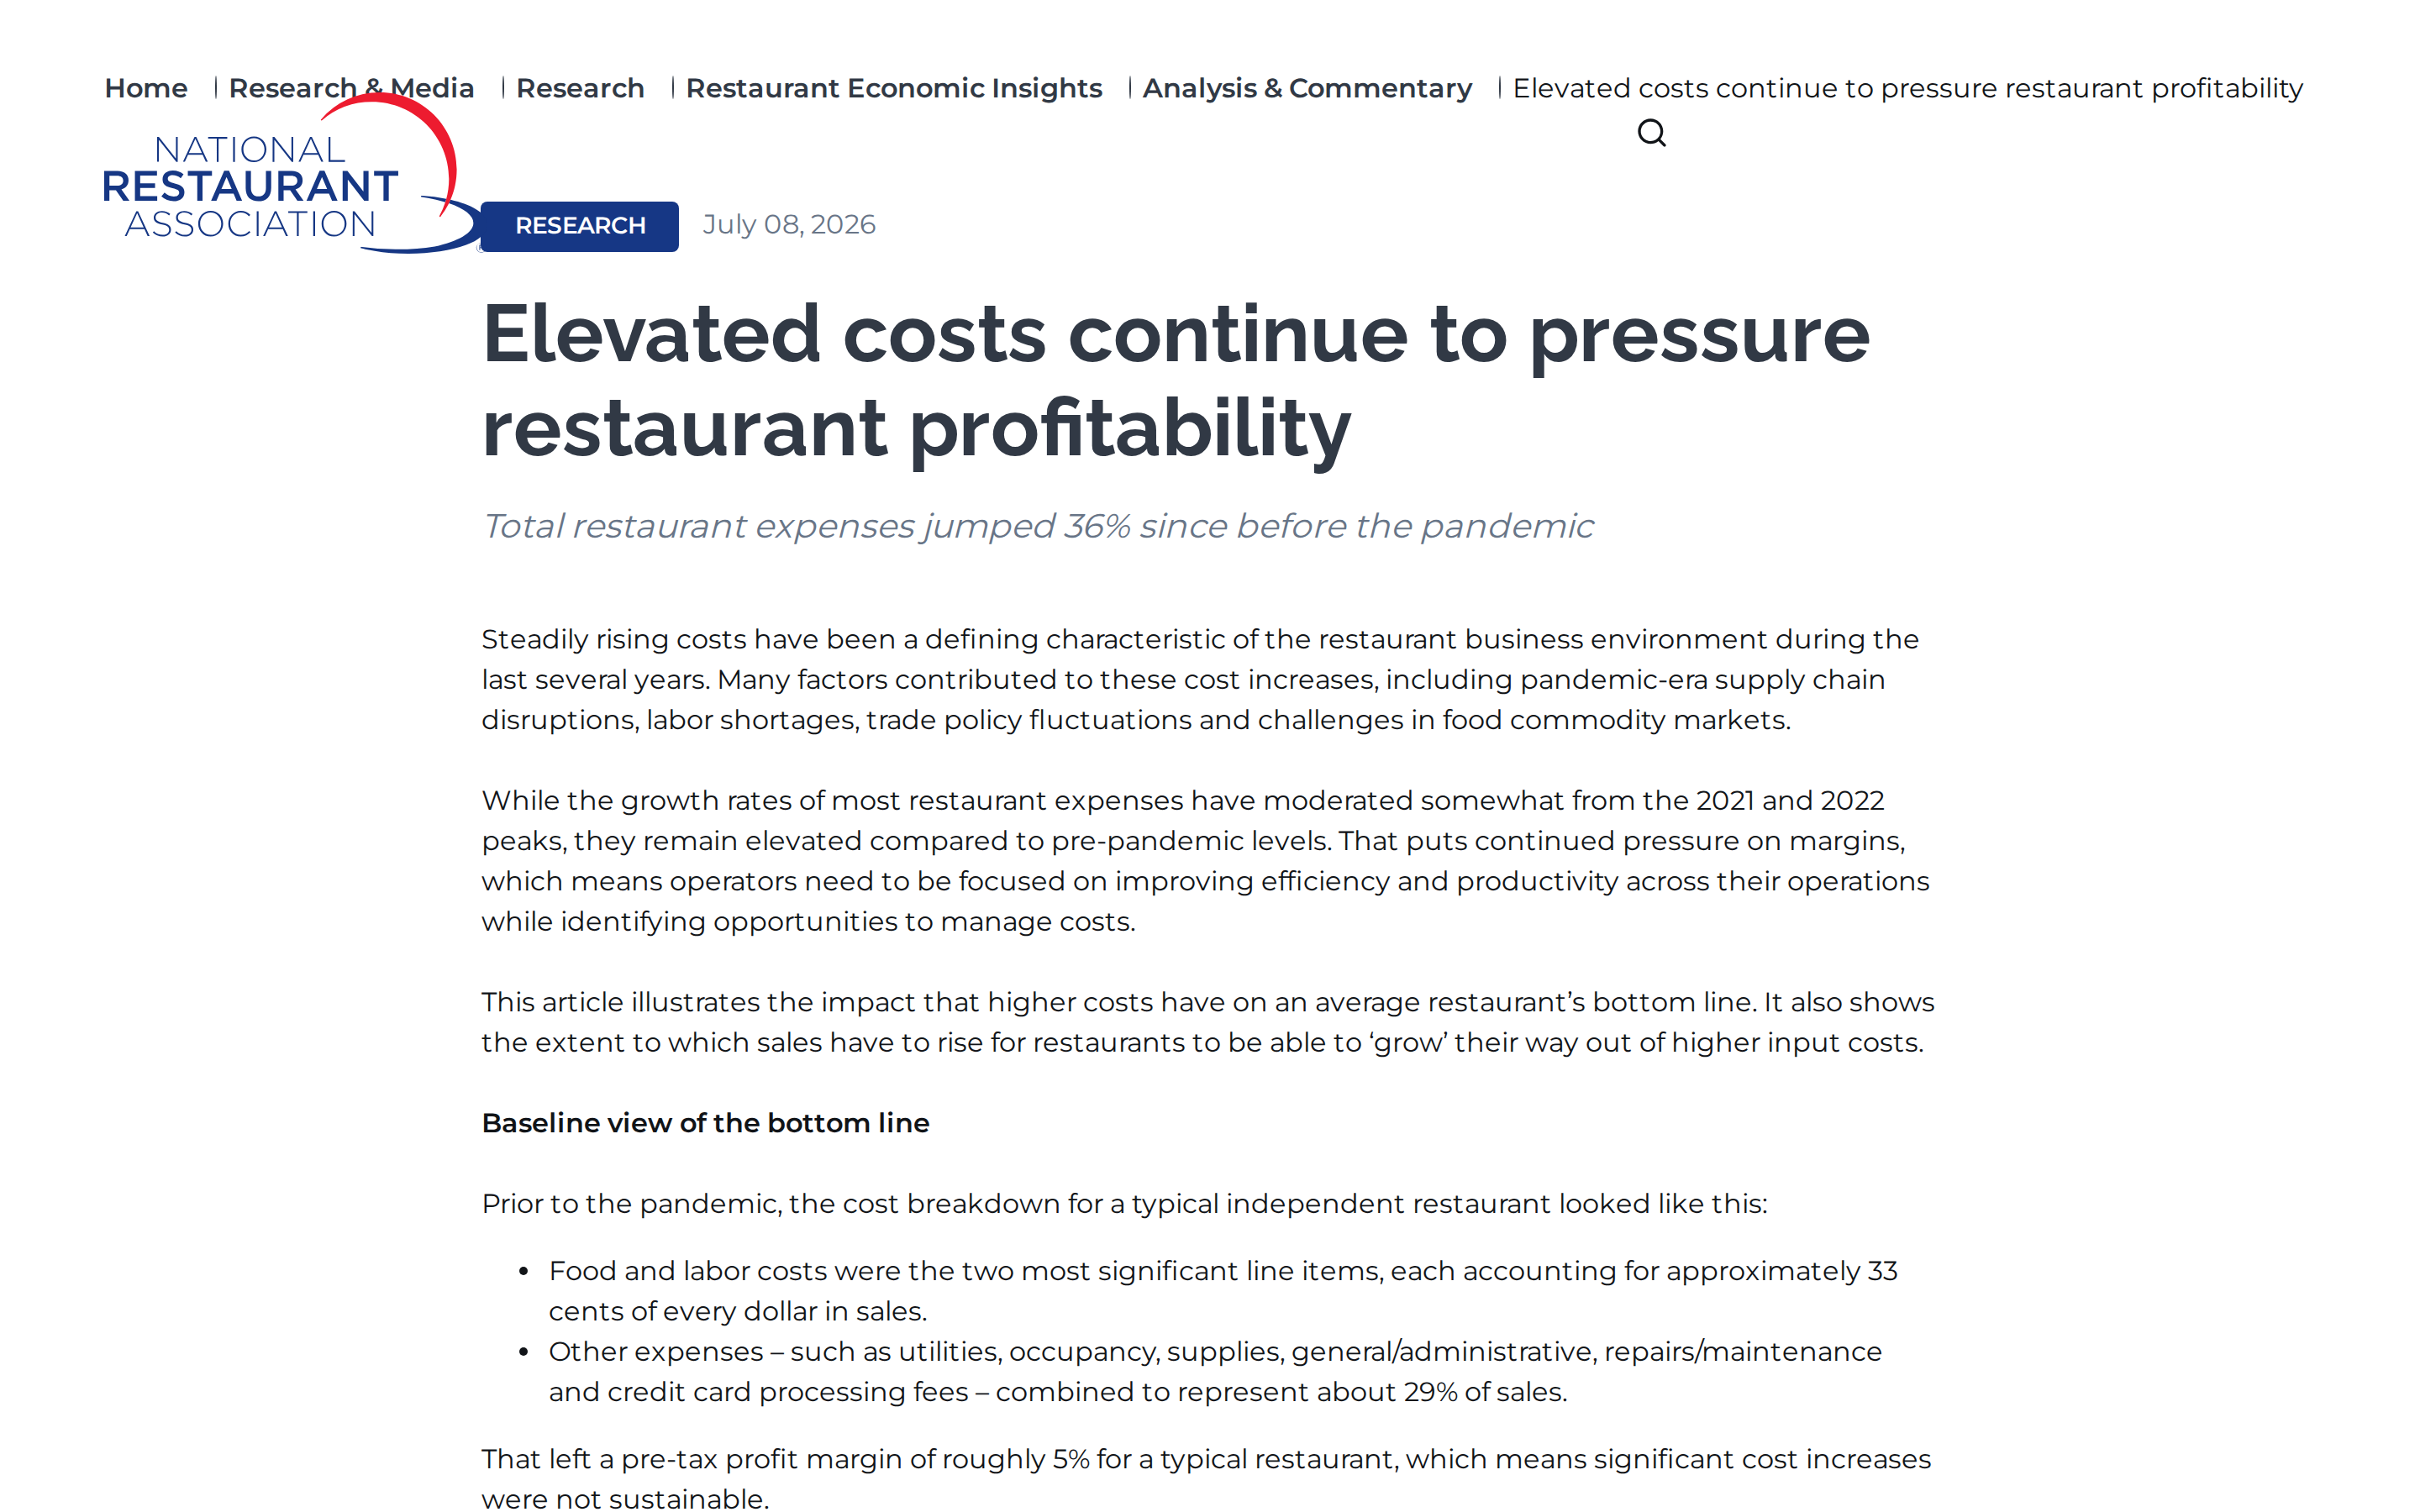 Home | Research & Media | Research | Restaurant Economic Insights | Analysis & Commentary | Elevated costs continue to pressure restaurant profitability
NATIONAL
RESTAURANT
ASSOCIATION
RESEARCH July 08, 2026
Elevated costs continue to pressure
restaurant profitability
Total restaurant expenses jumped 36% since before the pandemic
Steadily rising costs have been a defining characteristic of the restaurant business environment during the
last several years. Many factors contributed to these cost increases, including pandemic-era supply chain
disruptions, labor shortages, trade policy fluctuations and challenges in food commodity markets.
While the growth rates of most restaurant expenses have moderated somewhat from the 2021 and 2022
peaks, they remain elevated compared to pre-pandemic levels. That puts continued pressure on margins,
which means operators need to be focused on improving efficiency and productivity across their operations
while identifying opportunities to manage costs.
This article illustrates the impact that higher costs have on an average restaurant’s bottom line. It also shows
the extent to which sales have to rise for restaurants to be able to ‘grow’ their way out of higher input costs.
Baseline view of the bottom line
Prior to the pandemic, the cost breakdown for a typical independent restaurant looked like this:
• Food and labor costs were the two most significant line items, each accounting for approximately 33
cents of every dollar in sales.
• Other expenses – such as utilities, occupancy, supplies, general/administrative, repairs/maintenance
and credit card processing fees – combined to represent about 29% of sales.
That left a pre-tax profit margin of roughly 5% for a typical restaurant, which means significant cost increases
were not sustainable.